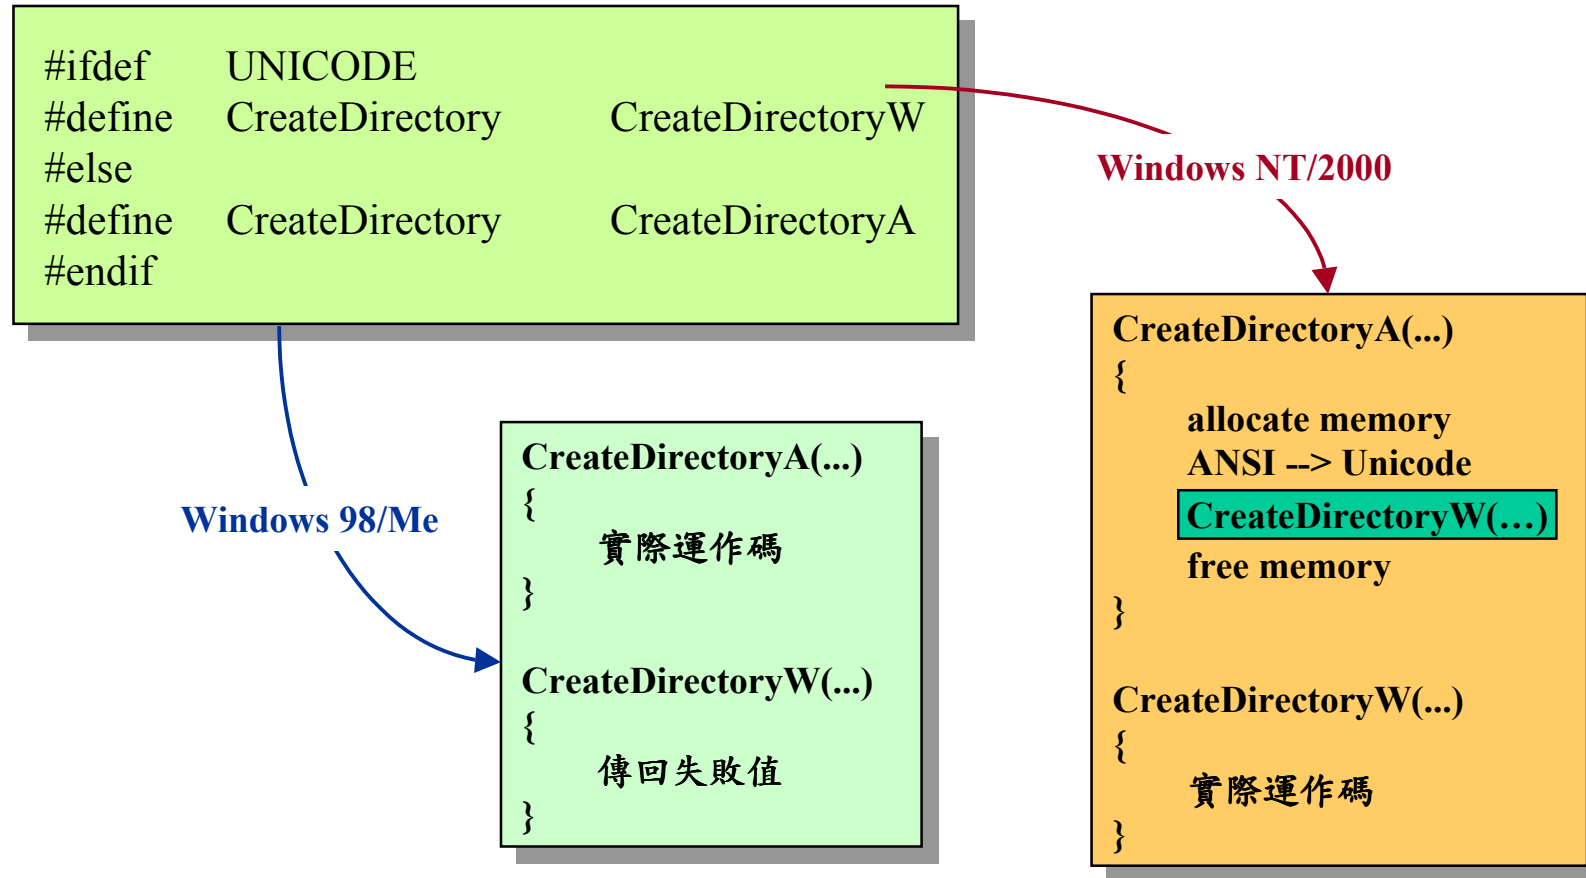 #ifdef UNICODE
#define CreateDirectory CreateDirectoryW
#else
#define CreateDirectory CreateDirectoryA
#endif
Windows NT/2000
Windows 98/Me
CreateDirectoryA(...)
{
實際運作碼
}
CreateDirectoryW(...)
{
傳回失敗值
}
CreateDirectoryA(...)
{
allocate memory
ANSI --> Unicode
CreateDirectoryW(…)
free memory
}
CreateDirectoryW(...)
{
實際運作碼
}